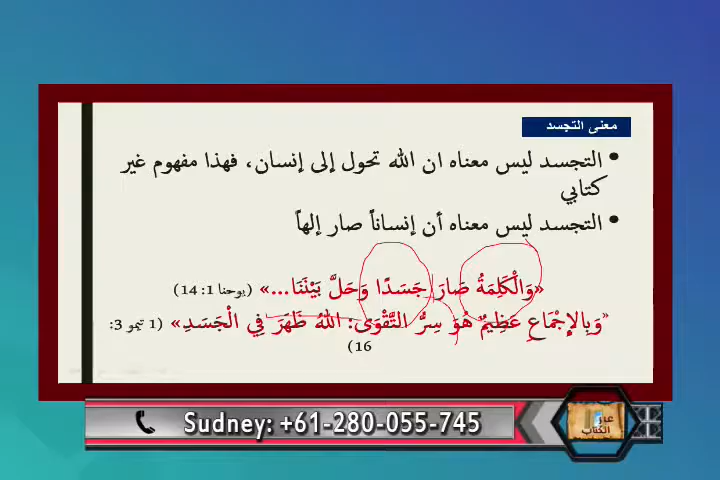 معنى التجسد
• التجسد ليس معناه ان الله تحول إلى إنسان، فهذا مفهوم غير
كتابي
• التجسد ليس معناه أن إنساناً صار إلهاً
«وَالْكَلِمَةُ صَارَ جَسَدًا وَحَلَّ بَيْنَنَا...» (يوحنا 1: 14)
"وَبِالإِجْمَاعِ عَظِيمٌ هُوَ سِرُّ التَّقْوَى: اللهُ ظَهَرَ فِي الْجَسَدِ» (1 تيمو 3:
16)
Sudney: +61-280-055-745
عبر
الكتاب